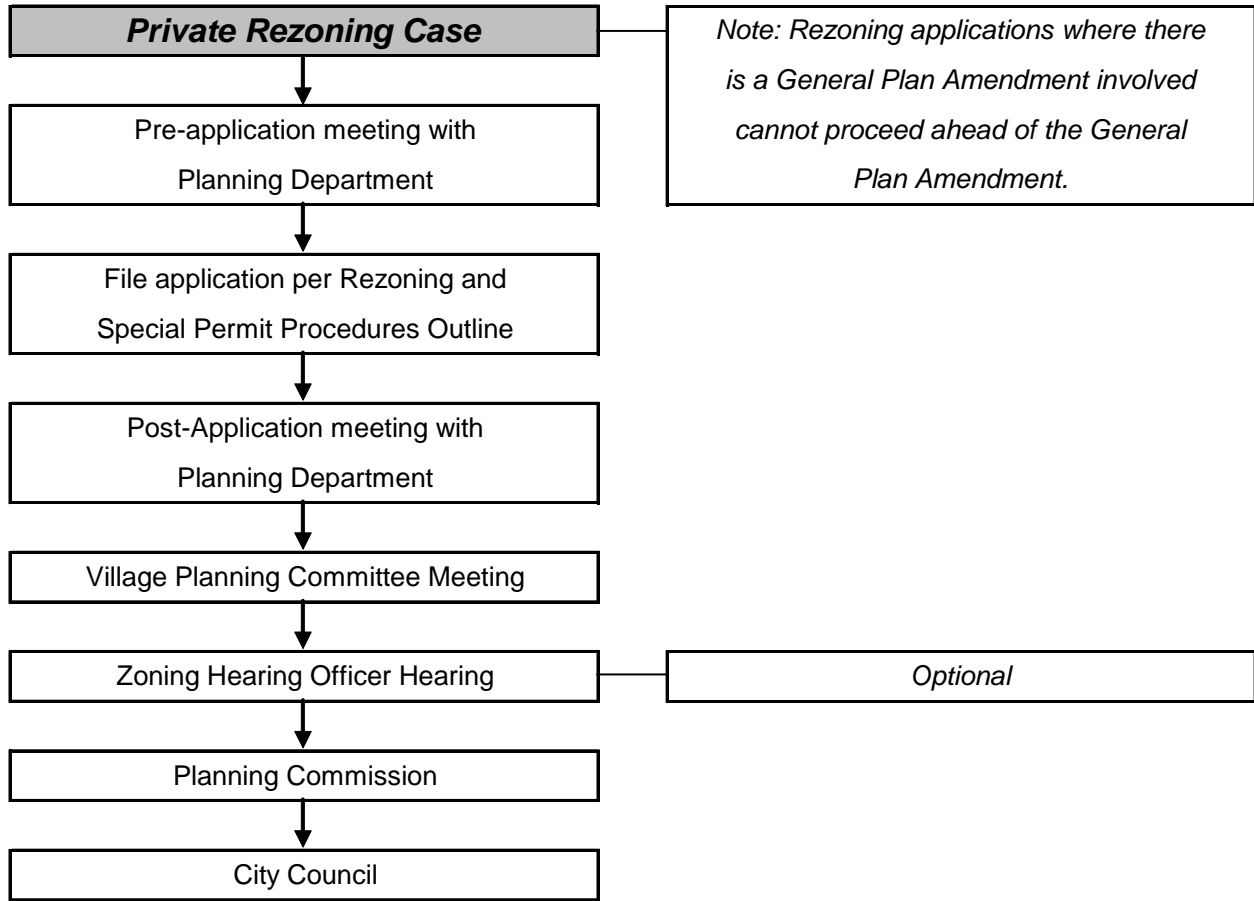 Private Rezoning Case
Note: Rezoning applications where there
is a General Plan Amendment involved
cannot proceed ahead of the General
Plan Amendment.
Pre-application meeting with
Planning Department
File application per Rezoning and
Special Permit Procedures Outline
Post-Application meeting with
Planning Department
Village Planning Committee Meeting
Zoning Hearing Officer Hearing
Optional
Planning Commission
City Council